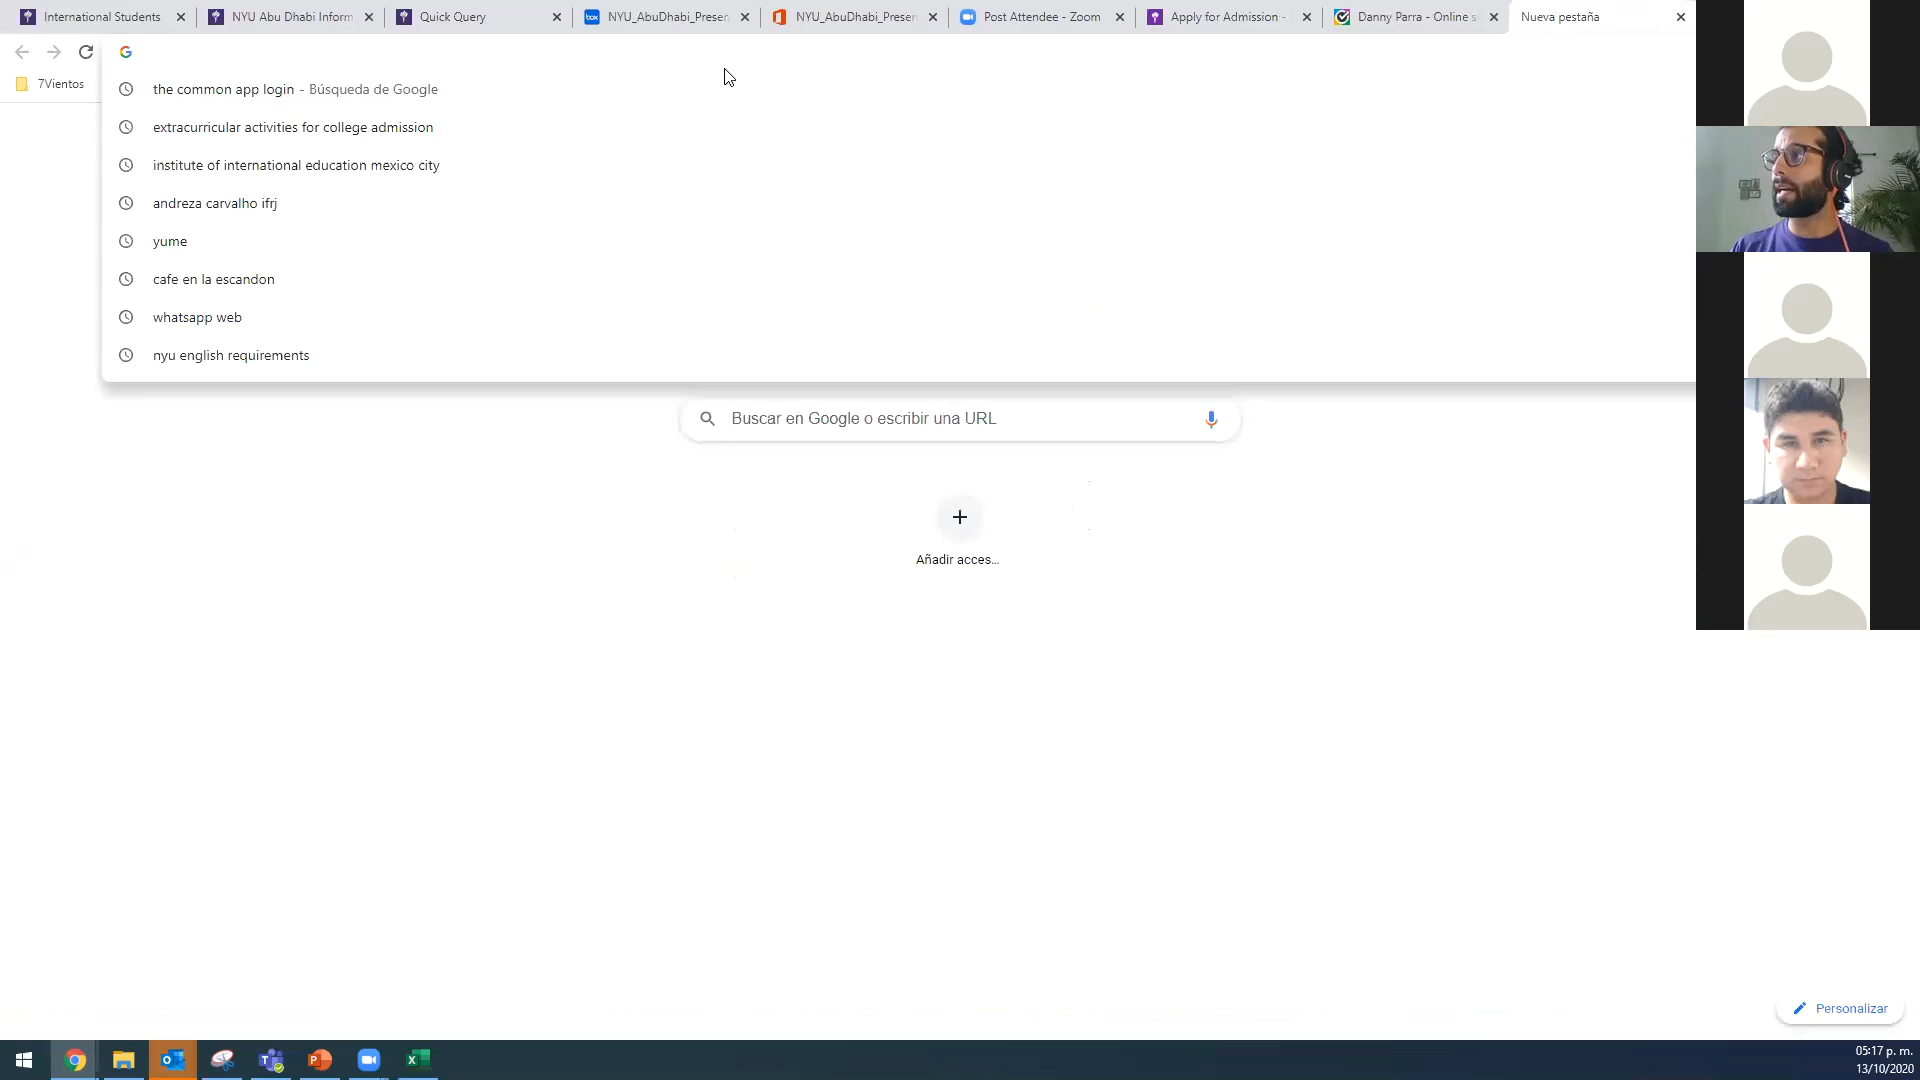 International Students
NYU Abu Dhabi Inform
Quick Query
NYU_AbuDhabi_Presen
NYU_AbuDhabi_Presen
Post Attendee - Zoom
Apply for Admission -
Danny Parra - Online s
Nueva pestaña
7Vientos
the common app login - Búsqueda de Google
extracurricular activities for college admission
institute of international education mexico city
andreza carvalho ifrj
yume
cafe en la escandon
whatsapp web
nyu english requirements
Buscar en Google o escribir una URL
Añadir acces...
Personalizar
05:17 p. m.
13/10/2020